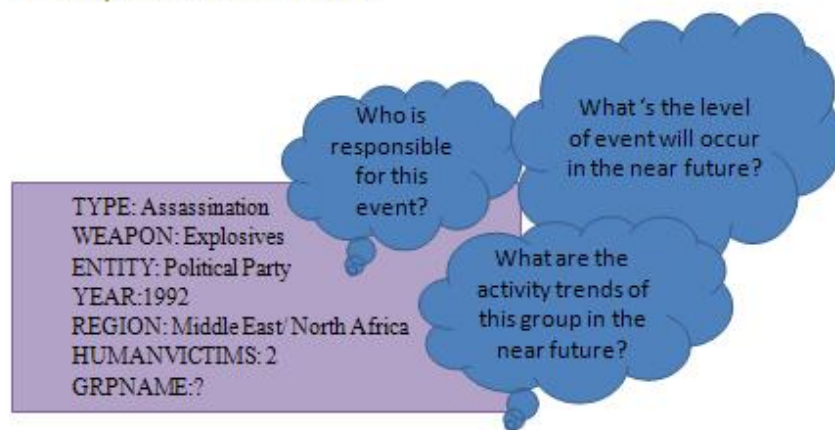 Who is
responsible
for this
event?
What 's the level
of event will occur
in the near future?
TYPE: Assassination
WEAPON: Explosives
ENTITY: Political Party
YEAR:1992
REGION: Middle East/ North Africa
HUMANVICTIMS: 2
GRPNAME:?
What are the
activity trends of
this group in the
near future?